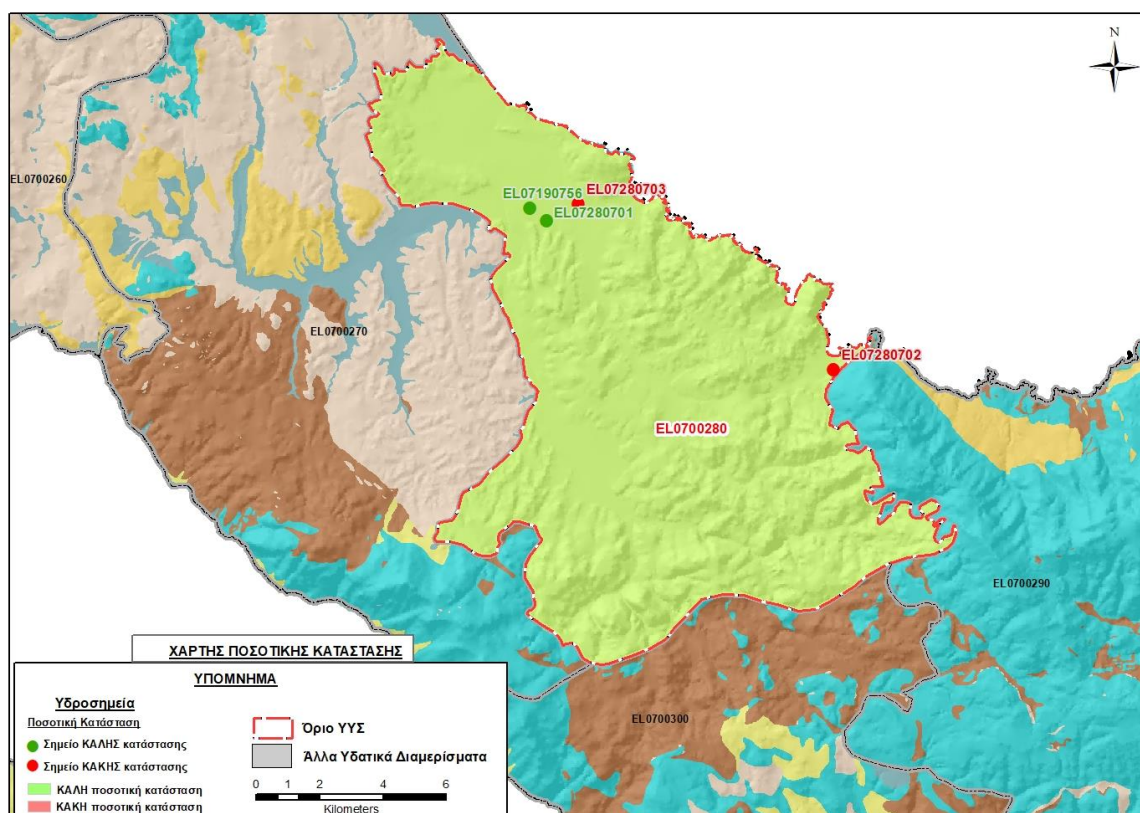 N
EL0700260
EL07190756
EL07280703
EL07280701
EL0700270
EL07280702
EL0700280
EL0700290
EL0700300
ΧΑΡΤΗΣ ΠΟΣΟΤΙΚΗΣ ΚΑΤΑΣΤΑΣΗΣ
ΥΠΟΜΝΗΜΑ
Υδροσημεία
Ποσοτική Κατάσταση
Σημείο ΚΑΛΗΣ κατάστασης
Σημείο ΚΑΚΗΣ κατάστασης
ΚΑΛΗ ποσοτική κατάσταση
ΚΑΚΗ ποσοτική κατάσταση
Όριο ΥΥΣ
Άλλα Υδατικά Διαμερίσματα
0 1 2 4 6
Kilometers